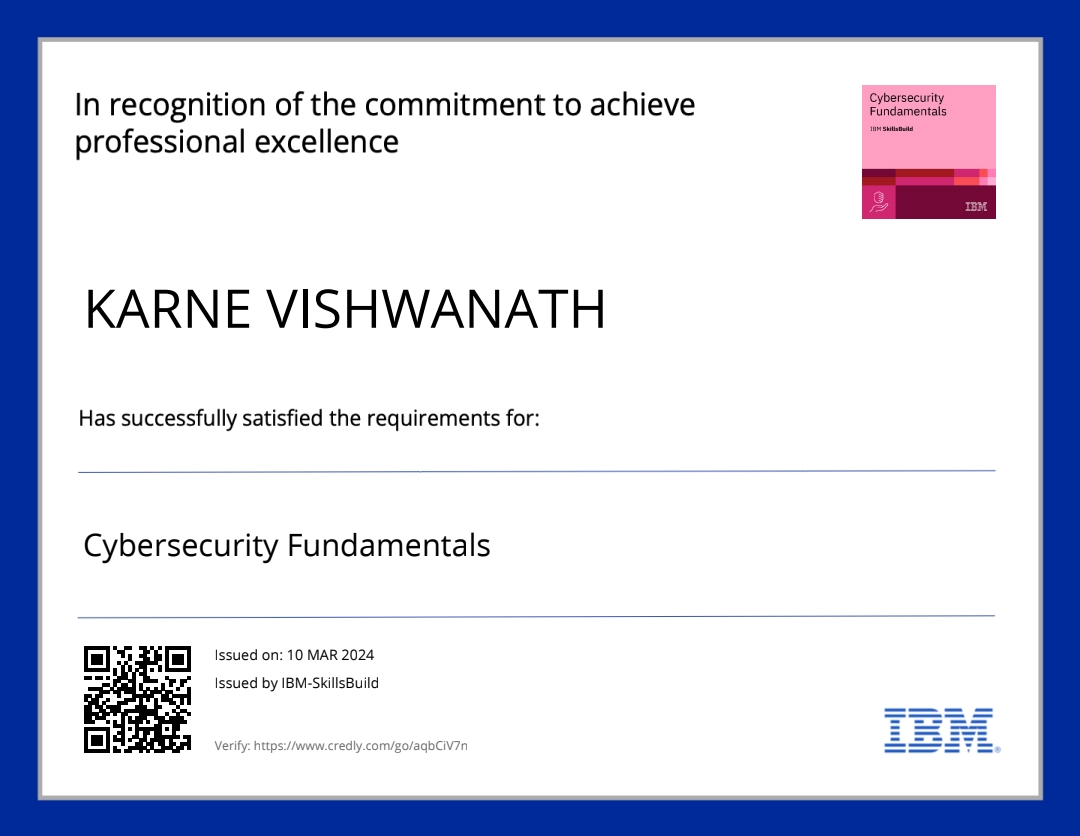 In recognition of the commitment to achieve
professional excellence
Cybersecurity
Fundamentals
IBM SkillsBuild
IBM
KARNE VISHWANATH
Has successfully satisfied the requirements for:
Cybersecurity Fundamentals
Issued on: 10 MAR 2024
Issued by IBM-SkillsBuild
Verify: https://www.credly.com/go/aqbCiV7n
IBM®